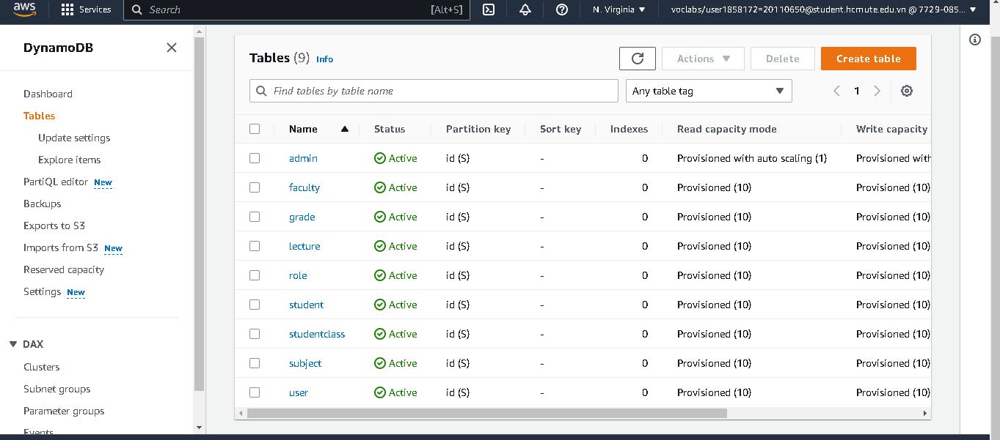 aws Services Search [Alt+S] N. Virginia voclabs/user1858172=20110650@student.hcmute.edu.vn @ 7729-085...
DynamoDB
Dashboard
Tables
Update settings
Explore items
PartiQL editor New
Backups
Exports to S3
Imports from S3 New
Reserved capacity
Settings New
DAX
Clusters
Subnet groups
Parameter groups
Events
Tables (9) Info
Actions Delete Create table
Find tables by table name Any table tag 1
Name Status Partition key Sort key Indexes Read capacity mode Write capacity
admin Active id (S) - 0 Provisioned with auto scaling (1) Provisioned with
faculty Active id (S) - 0 Provisioned (10) Provisioned (10)
grade Active id (S) - 0 Provisioned (10) Provisioned (10)
lecture Active id (S) - 0 Provisioned (10) Provisioned (10)
role Active id (S) - 0 Provisioned (10) Provisioned (10)
student Active id (S) - 0 Provisioned (10) Provisioned (10)
studentclass Active id (S) - 0 Provisioned (10) Provisioned (10)
subject Active id (S) - 0 Provisioned (10) Provisioned (10)
user Active id (S) - 0 Provisioned (10) Provisioned (10)